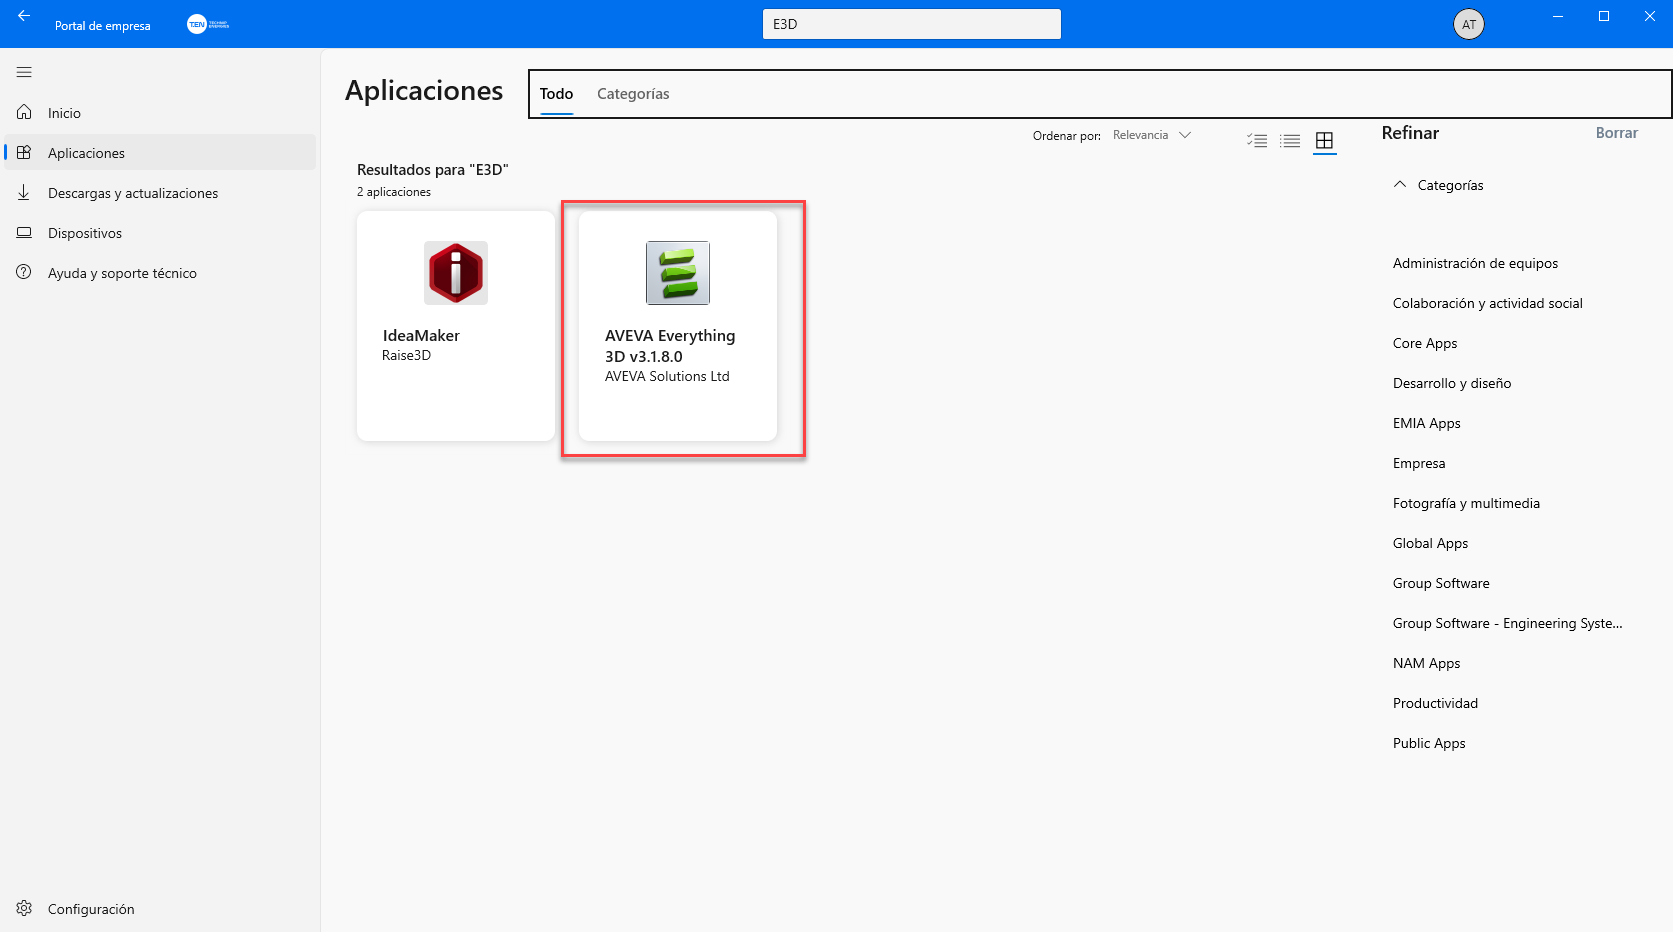 Portal de empresa
T.EN
TECHNIP
ENERGIES
E3D
AT
Aplicaciones
Todo
Categorías
Inicio
Aplicaciones
Descargas y actualizaciones
Dispositivos
Ayuda y soporte técnico
Configuración
Ordenar por:
Relevancia
Resultados para "E3D"
2 aplicaciones
IdeaMaker
Raise3D
AVEVA Everything
3D v3.1.8.0
AVEVA Solutions Ltd
Refinar
Borrar
Categorías
Administración de equipos
Colaboración y actividad social
Core Apps
Desarrollo y diseño
EMIA Apps
Empresa
Fotografía y multimedia
Global Apps
Group Software
Group Software - Engineering Syste...
NAM Apps
Productividad
Public Apps